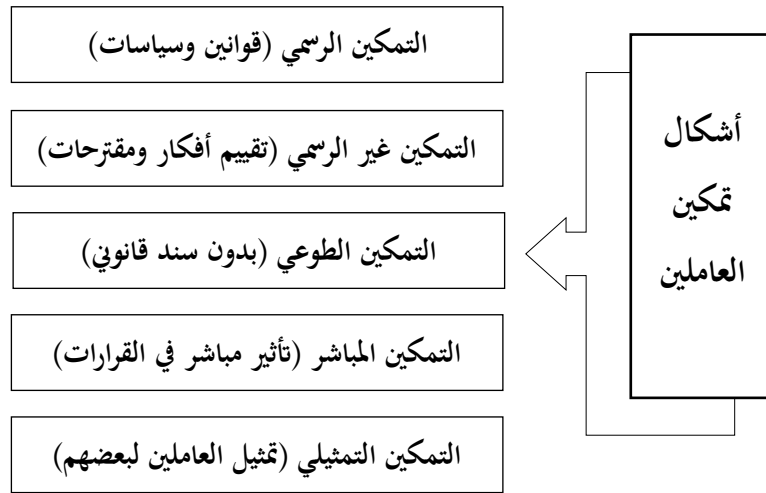 أشكال
تمكين
العاملين
التمكين الرسمي (قوانين وسياسات)
التمكين غير الرسمي (تقييم أفكار ومقترحات)
التمكين الطوعي (بدون سند قانوني)
التمكين المباشر (تأثير مباشر في القرارات)
التمكين التمثيلي (تمثيل العاملين لبعضهم)